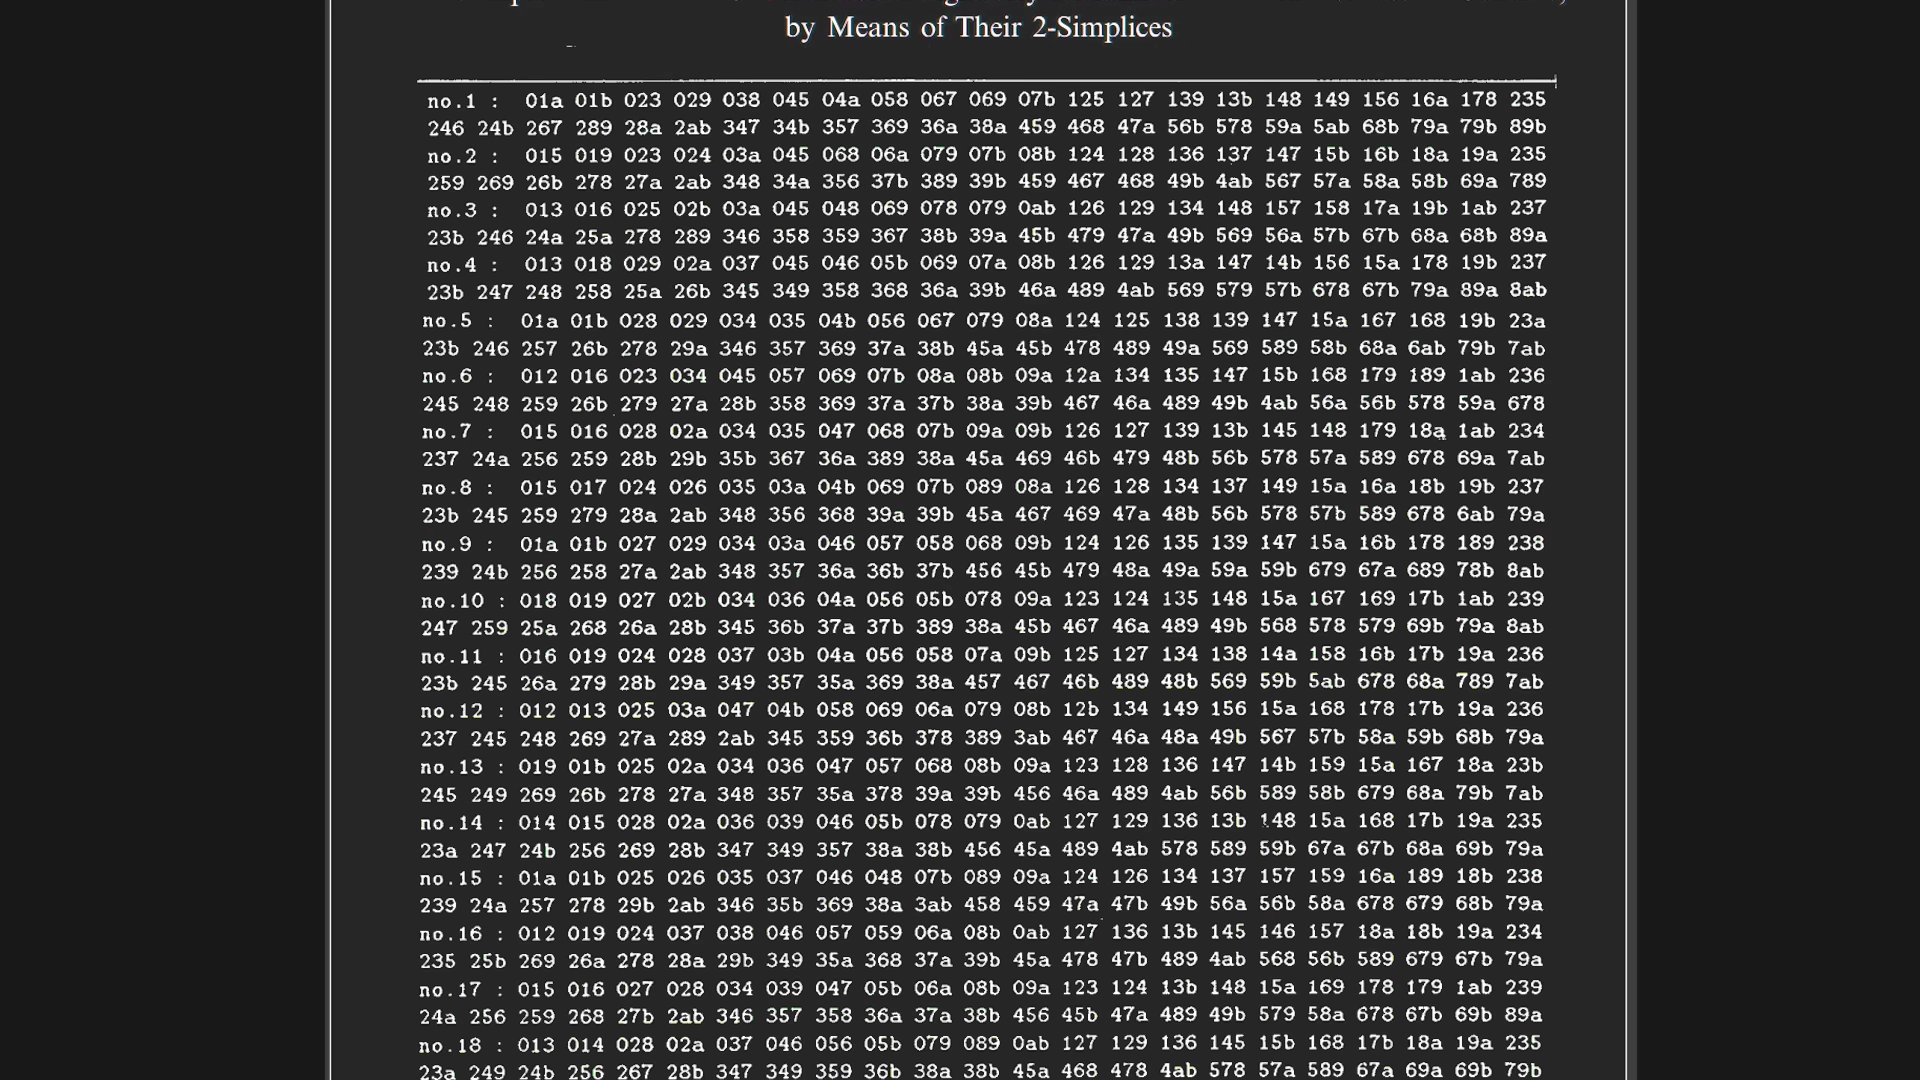 by Means of Their 2-Simplices
no.1 : 01a 01b 023 029 038 045 04a 058 067 069 07b 125 127 139 13b 148 149 156 16a 178 235
246 24b 267 289 28a 2ab 347 34b 357 369 36a 38a 459 468 47a 56b 578 59a 5ab 68b 79a 79b 89b
no.2 : 015 019 023 024 03a 045 068 06a 079 07b 08b 124 128 136 137 147 15b 16b 18a 19a 235
259 269 26b 278 27a 2ab 348 34a 356 37b 389 39b 459 467 468 49b 4ab 567 57a 58a 58b 69a 789
no.3 : 013 016 025 02b 03a 045 048 069 078 079 0ab 126 129 134 148 157 158 17a 19b 1ab 237
23b 246 24a 25a 278 289 346 358 359 367 38b 39a 45b 479 47a 49b 569 56a 57b 67b 68a 68b 89a
no.4 : 013 018 029 02a 037 045 046 05b 069 07a 08b 126 129 13a 147 14b 156 15a 178 19b 237
23b 247 248 258 25a 26b 345 349 358 368 36a 39b 46a 489 4ab 569 579 57b 678 67b 79a 89a 8ab
no.5 : 01a 01b 028 029 034 035 04b 056 067 079 08a 124 125 138 139 147 15a 167 168 19b 23a
23b 246 257 26b 278 29a 346 357 369 37a 38b 45a 45b 478 489 49a 569 589 58b 68a 6ab 79b 7ab
no.6 : 012 016 023 034 045 057 069 07b 08a 08b 09a 12a 134 135 147 15b 168 179 189 1ab 236
245 248 259 26b 279 27a 28b 358 369 37a 37b 38a 39b 467 46a 489 49b 4ab 56a 56b 578 59a 678
no.7 : 015 016 028 02a 034 035 047 068 07b 09a 09b 126 127 139 13b 145 148 179 18a 1ab 234
237 24a 256 259 28b 29b 35b 367 36a 389 38a 45a 469 46b 479 48b 56b 578 57a 589 678 69a 7ab
no.8 : 015 017 024 026 035 03a 04b 069 07b 089 08a 126 128 134 137 149 15a 16a 18b 19b 237
23b 245 259 279 28a 2ab 348 356 368 39a 39b 45a 467 469 47a 48b 56b 578 57b 589 678 6ab 79a
no.9 : 01a 01b 027 029 034 03a 046 057 058 068 09b 124 126 135 139 147 15a 16b 178 189 238
239 24b 256 258 27a 2ab 348 357 36a 36b 37b 456 45b 479 48a 49a 59a 59b 679 67a 689 78b 8ab
no.10 : 018 019 027 02b 034 036 04a 056 05b 078 09a 123 124 135 148 15a 167 169 17b 1ab 239
247 259 25a 268 26a 28b 345 36b 37a 37b 389 38a 45b 467 46a 489 49b 568 578 579 69b 79a 8ab
no.11 : 016 019 024 028 037 03b 04a 056 058 07a 09b 125 127 134 138 14a 158 16b 17b 19a 236
23b 245 26a 279 28b 29a 349 357 35a 369 38a 457 467 46b 489 48b 569 59b 5ab 678 68a 789 7ab
no.12 : 012 013 025 03a 047 04b 058 069 06a 079 08b 12b 134 149 156 15a 168 178 17b 19a 236
237 245 248 269 27a 289 2ab 345 359 36b 378 389 3ab 467 46a 48a 49b 567 57b 58a 59b 68b 79a
no.13 : 019 01b 025 02a 034 036 047 057 068 08b 09a 123 128 136 147 14b 159 15a 167 18a 23b
245 249 269 26b 278 27a 348 357 35a 378 39a 39b 456 46a 489 4ab 56b 589 58b 679 68a 79b 7ab
no.14 : 014 015 028 02a 036 039 046 05b 078 079 0ab 127 129 136 13b 148 15a 168 17b 19a 235
23a 247 24b 256 269 28b 347 349 357 38a 38b 456 45a 489 4ab 578 589 59b 67a 67b 68a 69b 79a
no.15 : 01a 01b 025 026 035 037 046 048 07b 089 09a 124 126 134 137 157 159 16a 189 18b 238
239 24a 257 278 29b 2ab 346 35b 369 38a 3ab 458 459 47a 47b 49b 56a 56b 58a 678 679 68b 79a
no.16 : 012 019 024 037 038 046 057 059 06a 08b 0ab 127 136 13b 145 146 157 18a 18b 19a 234
235 25b 269 26a 278 28a 29b 349 35a 368 37a 39b 45a 478 47b 489 4ab 568 56b 589 679 67b 79a
no.17 : 015 016 027 028 034 039 047 05b 06a 08b 09a 123 124 13b 148 15a 169 178 179 1ab 239
24a 256 259 268 27b 2ab 346 357 358 36a 37a 38b 456 45b 47a 489 49b 579 58a 678 67b 69b 89a
no.18 : 013 014 028 02a 037 046 056 05b 079 089 0ab 127 129 136 145 15b 168 17b 18a 19a 235
23a 249 24b 256 267 28b 347 349 359 36b 38a 38b 45a 468 478 4ab 578 57a 589 67a 69a 69b 79b